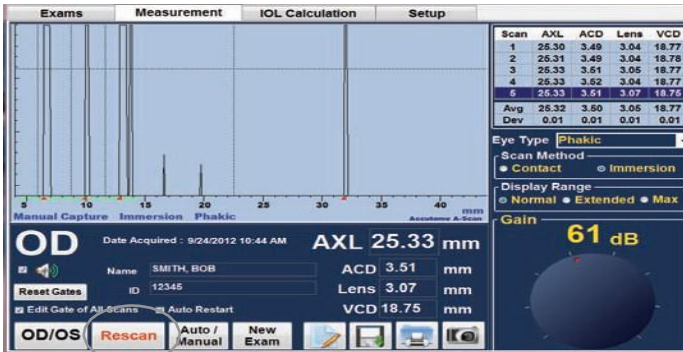 Exams Measurement IOL Calculation Setup
Scan AXL ACD Lens VCD
1 25.30 3.49 3.04 18.77
2 25.31 3.49 3.04 18.78
3 25.33 3.51 3.05 18.77
4 25.33 3.52 3.04 18.77
5 25.33 3.51 3.07 18.75
Avg 25.32 3.50 3.05 18.77
Dev 0.01 0.01 0.01 0.01
Eye Type Phakic
Scan Method
Contact Immersion
Display Range
Normal Extended Max
Gain
61 dB
5 10 15 20 25 30 35 40 mm
Manual Capture Immersion Phakic Accutome A-Scan
OD Date Acquired : 9/24/2012 10:44 AM AXL 25.33 mm
Name SMITH, BOB ACD 3.51 mm
Reset Gates ID 12345 Lens 3.07 mm
Edit Gate of All Scans Auto Restart VCD 18.75 mm
OD/OS Rescan Auto / Manual New Exam